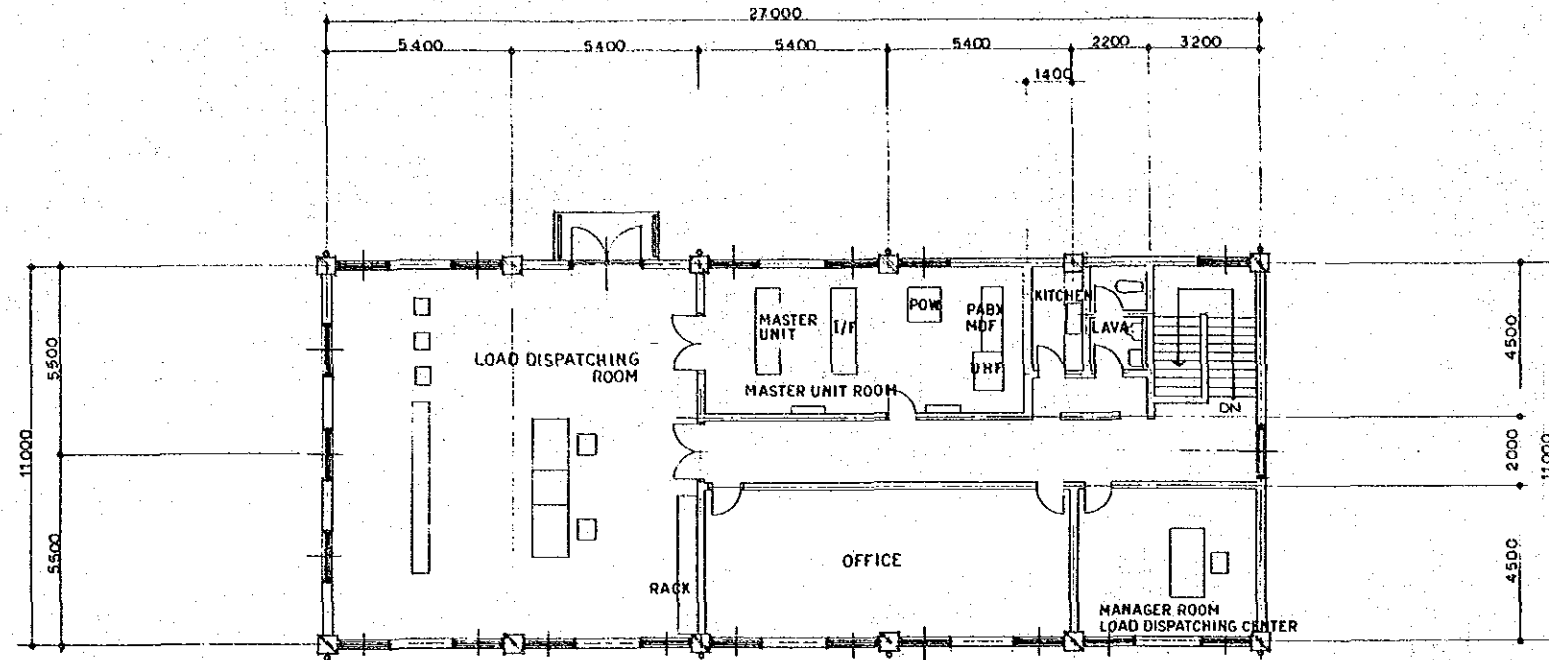 27000
5400 5400 5400 5400 2200 3200
1400
KITCHEN
POW
PABX
MDF
MASTER
UNIT
I/F
LAVA
LOAD DISPATCHING
ROOM
UHF
MASTER UNIT ROOM
DN
5500
4500
11000
2000
11000
5500
4500
OFFICE
RACK
MANAGER ROOM
LOAD DISPATCHING CENTER